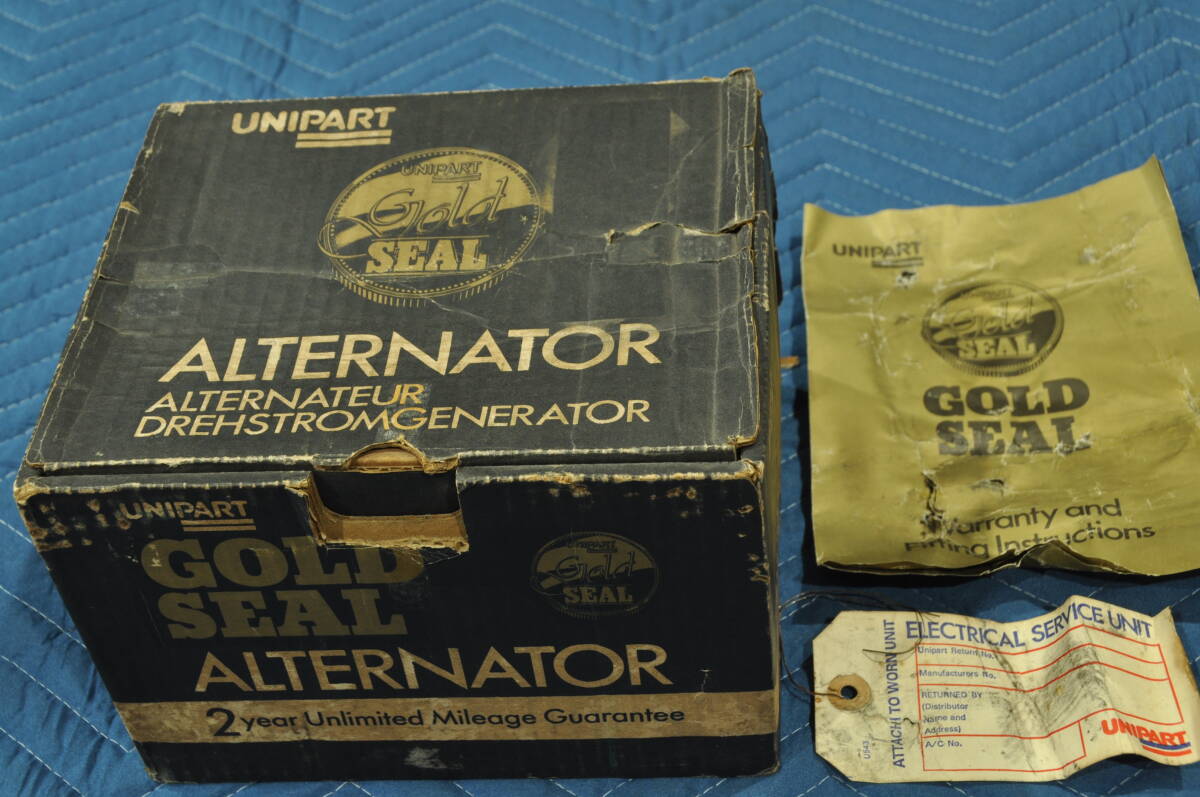 UNIPART
UNIPART
Gold
SEAL
ALTERNATOR
ALTERNATEUR
DREHSTROMGENERATOR
UNIPART
GOLD
SEAL
UNIPART
Gold
SEAL
ALTERNATOR
2 year Unlimited Mileage Guarantee
UNIPART
Gold
SEAL
GOLD
SEAL
Warranty and
Fitting Instructions
ATTACH TO WORN UNIT
ELECTRICAL SERVICE UNIT
Unipart Return No.
Manufacturers No.
RETURNED BY
(Distributor
Name and
Address)
A/C No.
UNIPART